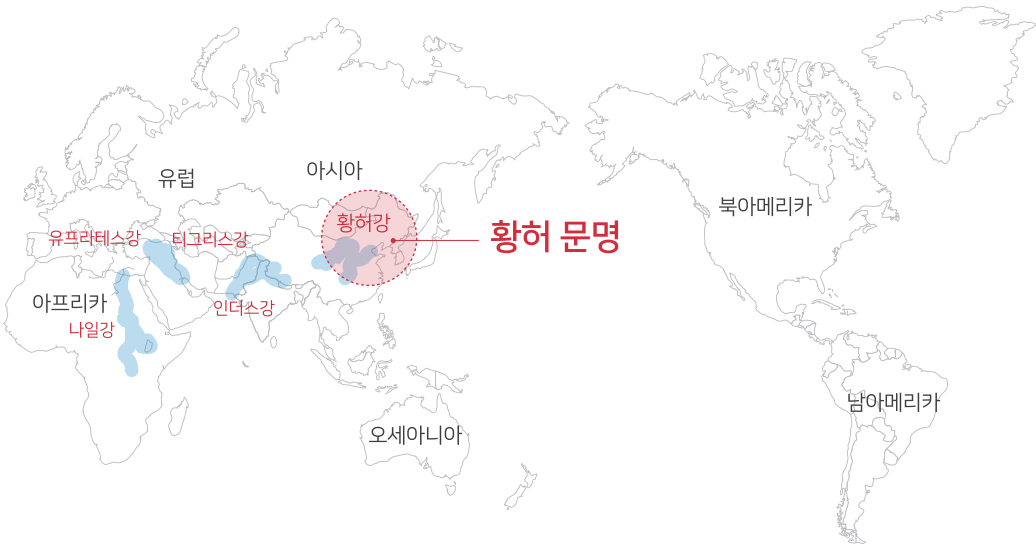 아시아
유럽
북아메리카
황허강
황허 문명
유프라테스강
티그리스강
아프리카
인더스강
나일강
남아메리카
오세아니아